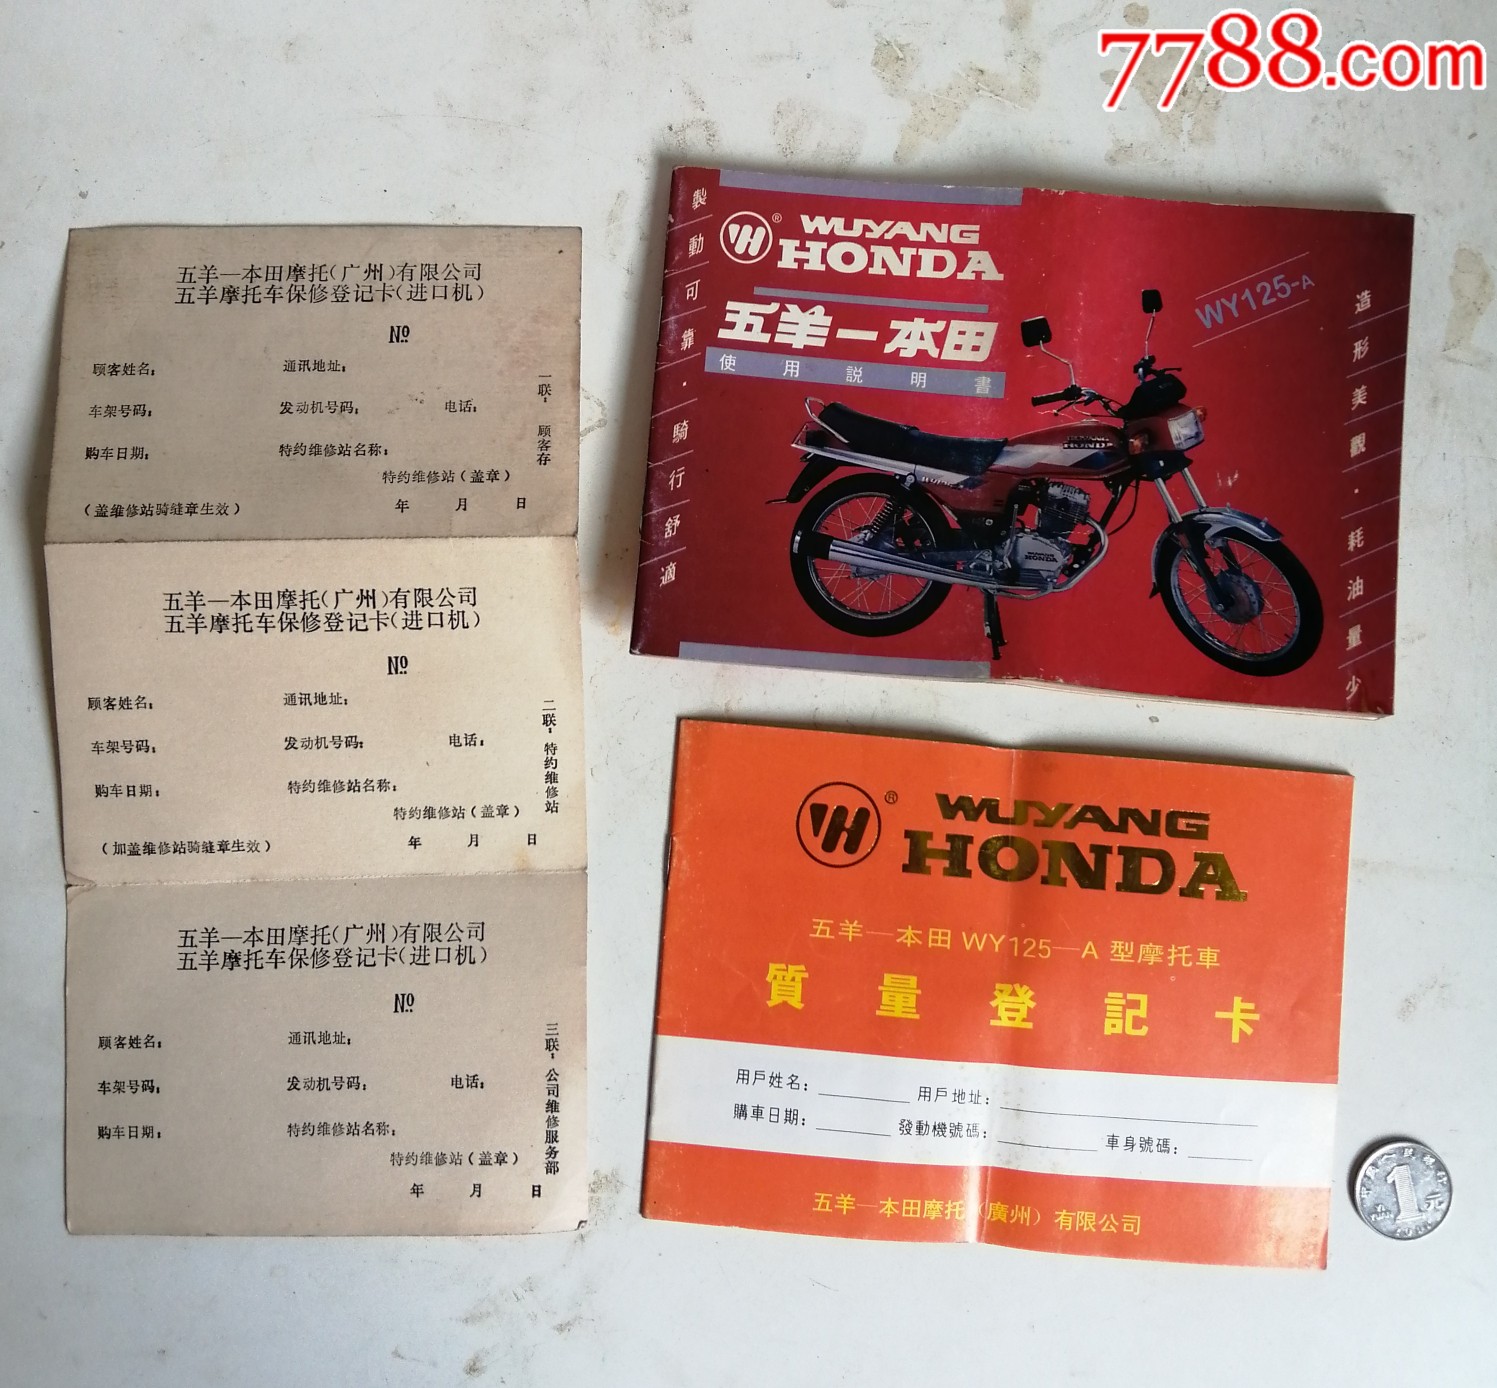 7788.com
五羊—本田摩托(广州)有限公司
五羊摩托车保修登记卡(进口机)
№
顾客姓名：
通讯地址：
车架号码：
发动机号码：
电话：
购车日期：
特约维修站名称：
特约维修站(盖章)
(盖维修站骑缝章生效)
年 月 日
一联：顾客存
五羊—本田摩托(广州)有限公司
五羊摩托车保修登记卡(进口机)
№
顾客姓名：
通讯地址：
车架号码：
发动机号码：
电话：
购车日期：
特约维修站名称：
特约维修站(盖章)
(加盖维修站骑缝章生效)
年 月 日
二联：特约维修站
五羊—本田摩托(广州)有限公司
五羊摩托车保修登记卡(进口机)
№
顾客姓名：
通讯地址：
车架号码：
发动机号码：
电话：
购车日期：
特约维修站名称：
特约维修站(盖章)
年 月 日
三联：公司维修服务部
製動可靠·騎行舒適
®
WUYANG
HONDA
五羊－本田
使用説明書
WY125-A
造形美觀·耗油量少
HONDA
WUYANG
HONDA
®
WUYANG
HONDA
五羊—本田 WY125—A 型摩托車
質量登記卡
用戶姓名：
用戶地址：
購車日期：
發動機號碼：
車身號碼：
五羊—本田摩托(廣州)有限公司
1
元
YI
YUAN